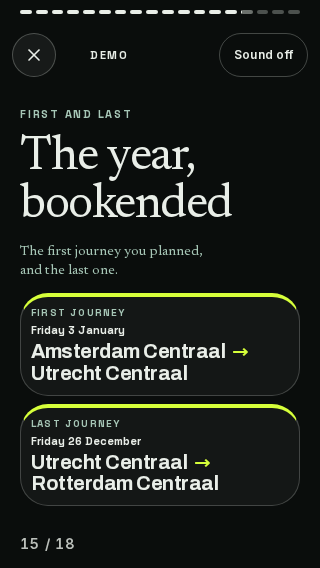 DEMO
Sound off
FIRST AND LAST
The year,
bookended
The first journey you planned,
and the last one.
FIRST JOURNEY
Friday 3 January
Amsterdam Centraal →
Utrecht Centraal
LAST JOURNEY
Friday 26 December
Utrecht Centraal →
Rotterdam Centraal
15 / 18